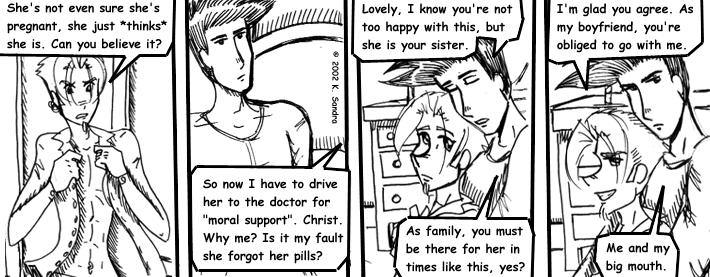 She's not even sure she's
pregnant, she just *thinks*
she is. Can you believe it?
© 2002 K. Sandra
So now I have to drive
her to the doctor for
"moral support". Christ.
Why me? Is it my fault
she forgot her pills?
Lovely, I know you're not
too happy with this, but
she is your sister.
As family, you must
be there for her in
times like this, yes?
I'm glad you agree. As
my boyfriend, you're
obliged to go with me.
Me and my
big mouth.